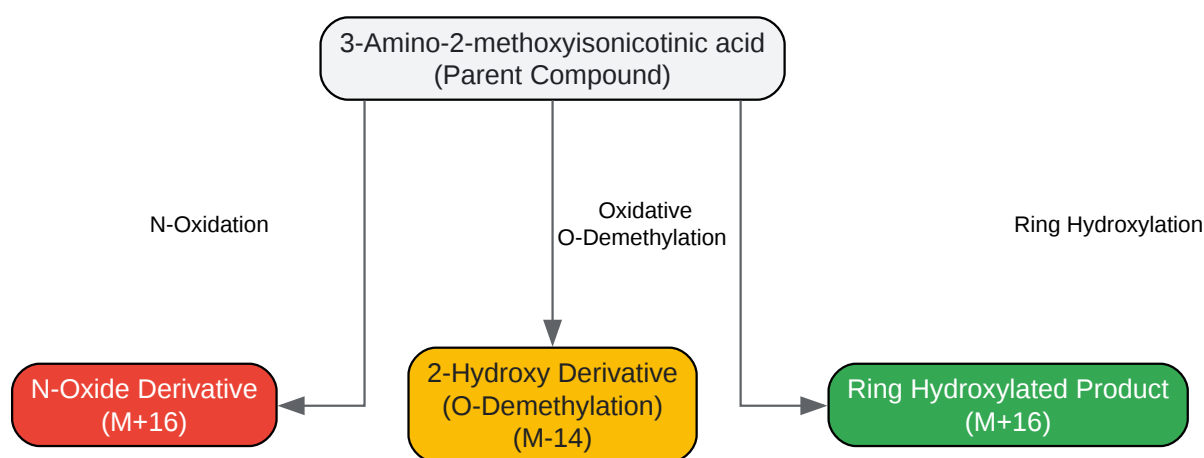 3-Amino-2-methoxyisonicotinic acid
(Parent Compound)
N-Oxidation
Oxidative
O-Demethylation
Ring Hydroxylation
N-Oxide Derivative
(M+16)
2-Hydroxy Derivative
(O-Demethylation)
(M-14)
Ring Hydroxylated Product
(M+16)